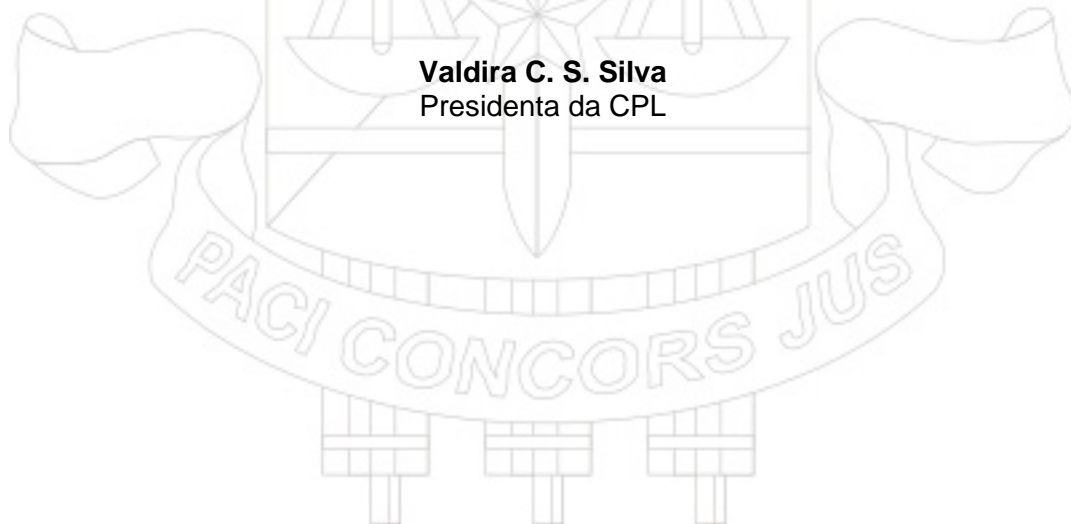 Valdira C. S. Silva
Presidenta da CPL
PACI CONCORS JUS